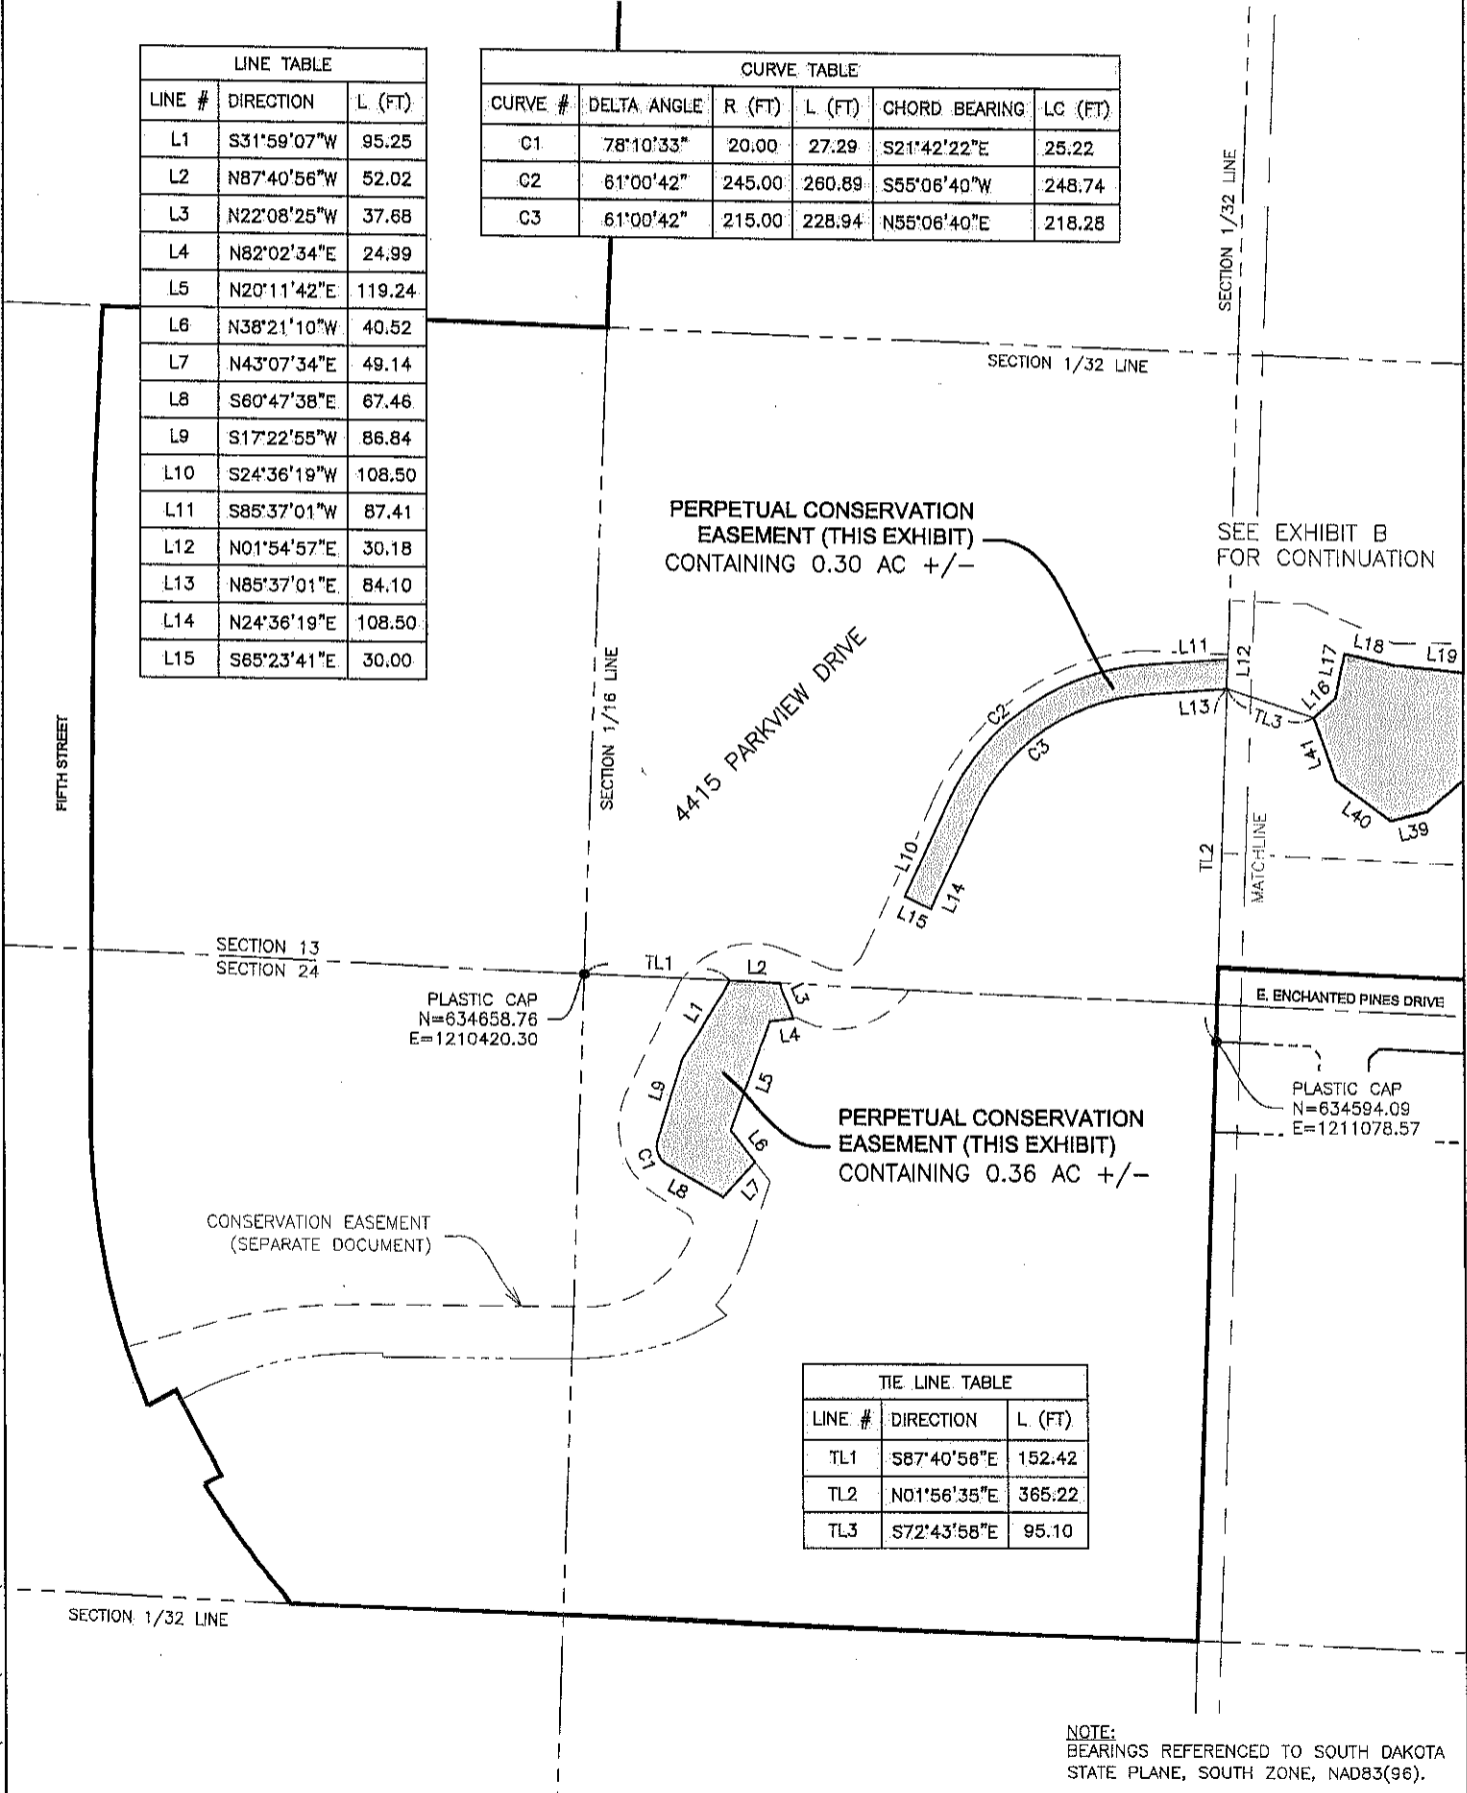 LINE TABLE
LINE # DIRECTION L (FT)
L1 S31°59'07"W 95.25
L2 N87°40'56"W 52.02
L3 N22°08'25"W 37.68
L4 N82°02'34"E 24.99
L5 N20°11'42"E 119.24
L6 N38°21'10"W 40.52
L7 N43°07'34"E 49.14
L8 S60°47'38"E 67.46
L9 S17°22'55"W 86.84
L10 S24°36'19"W 108.50
L11 S85°37'01"W 87.41
L12 N01°54'57"E 30.18
L13 N85°37'01"E 84.10
L14 N24°36'19"E 108.50
L15 S65°23'41"E 30.00
CURVE TABLE
CURVE # DELTA ANGLE R (FT) L (FT) CHORD BEARING LC (FT)
C1 78°10'33" 20.00 27.29 S21°42'22"E 25.22
C2 61°00'42" 245.00 260.89 S55°06'40"W 248.74
C3 61°00'42" 215.00 228.94 N55°06'40"E 218.28
SECTION 1/32 LINE
SECTION 1/32 LINE
PERPETUAL CONSERVATION
EASEMENT (THIS EXHIBIT)
CONTAINING 0.30 AC +/-
SEE EXHIBIT B
FOR CONTINUATION
4415 PARKVIEW DRIVE
SECTION 1/16 LINE
FIFTH STREET
L11
L12
L13
C2
C3
L10
L14
L15
TL3
L16
L17
L18
L19
L41
L40
L39
TL2
MATCHLINE
SECTION 13
SECTION 24
TL1
L2
L3
L4
L1
L5
L9
L6
C1
L8
L7
PLASTIC CAP
N=634658.76
E=1210420.30
E. ENCHANTED PINES DRIVE
PLASTIC CAP
N=634594.09
E=1211078.57
PERPETUAL CONSERVATION
EASEMENT (THIS EXHIBIT)
CONTAINING 0.36 AC +/-
CONSERVATION EASEMENT
(SEPARATE DOCUMENT)
TIE LINE TABLE
LINE # DIRECTION L (FT)
TL1 S87°40'56"E 152.42
TL2 N01°56'35"E 365.22
TL3 S72°43'58"E 95.10
SECTION 1/32 LINE
NOTE:
BEARINGS REFERENCED TO SOUTH DAKOTA
STATE PLANE, SOUTH ZONE, NAD83(96).